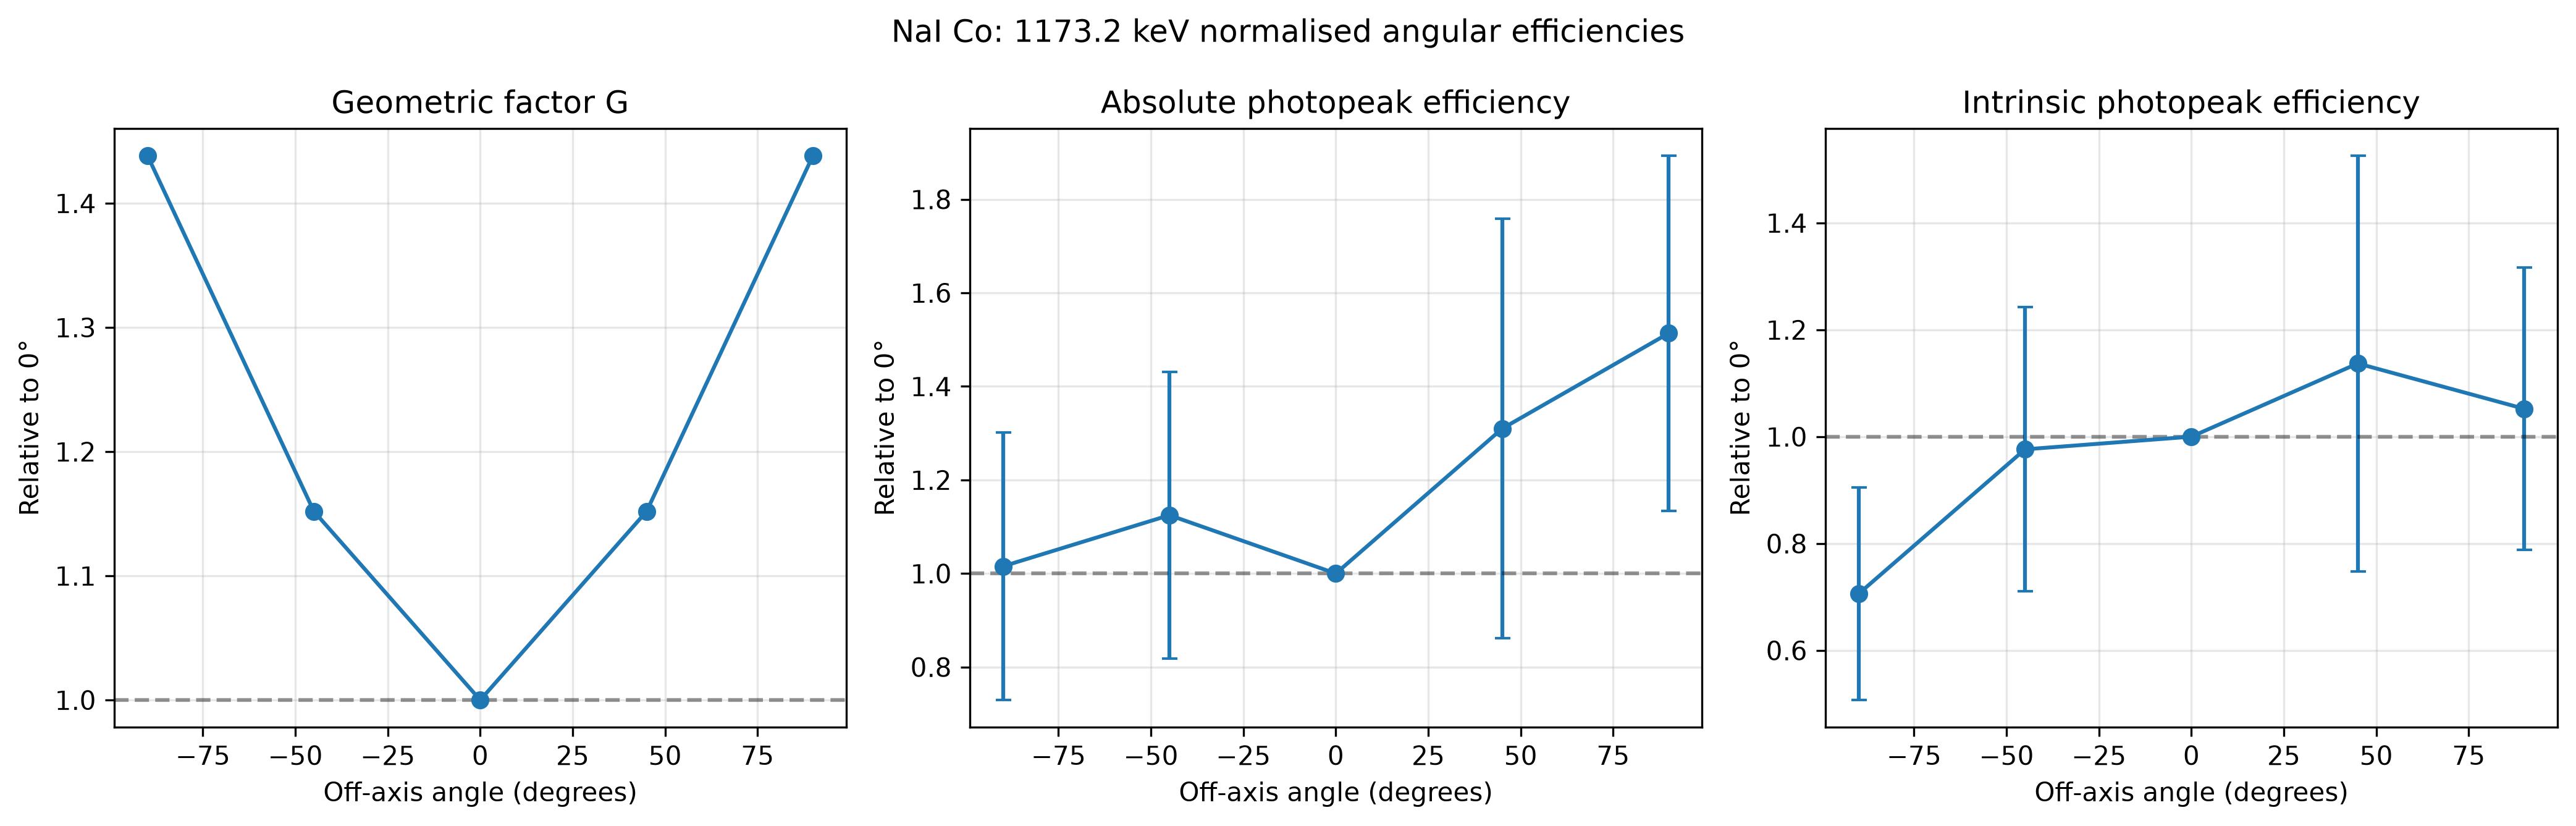 NaI Co: 1173.2 keV normalised angular efficiencies
Geometric factor G
Relative to 0°
1.4
1.3
1.2
1.1
1.0
−75 −50 −25 0 25 50 75
Off-axis angle (degrees)
Absolute photopeak efficiency
Relative to 0°
1.8
1.6
1.4
1.2
1.0
0.8
−75 −50 −25 0 25 50 75
Off-axis angle (degrees)
Intrinsic photopeak efficiency
Relative to 0°
1.4
1.2
1.0
0.8
0.6
−75 −50 −25 0 25 50 75
Off-axis angle (degrees)